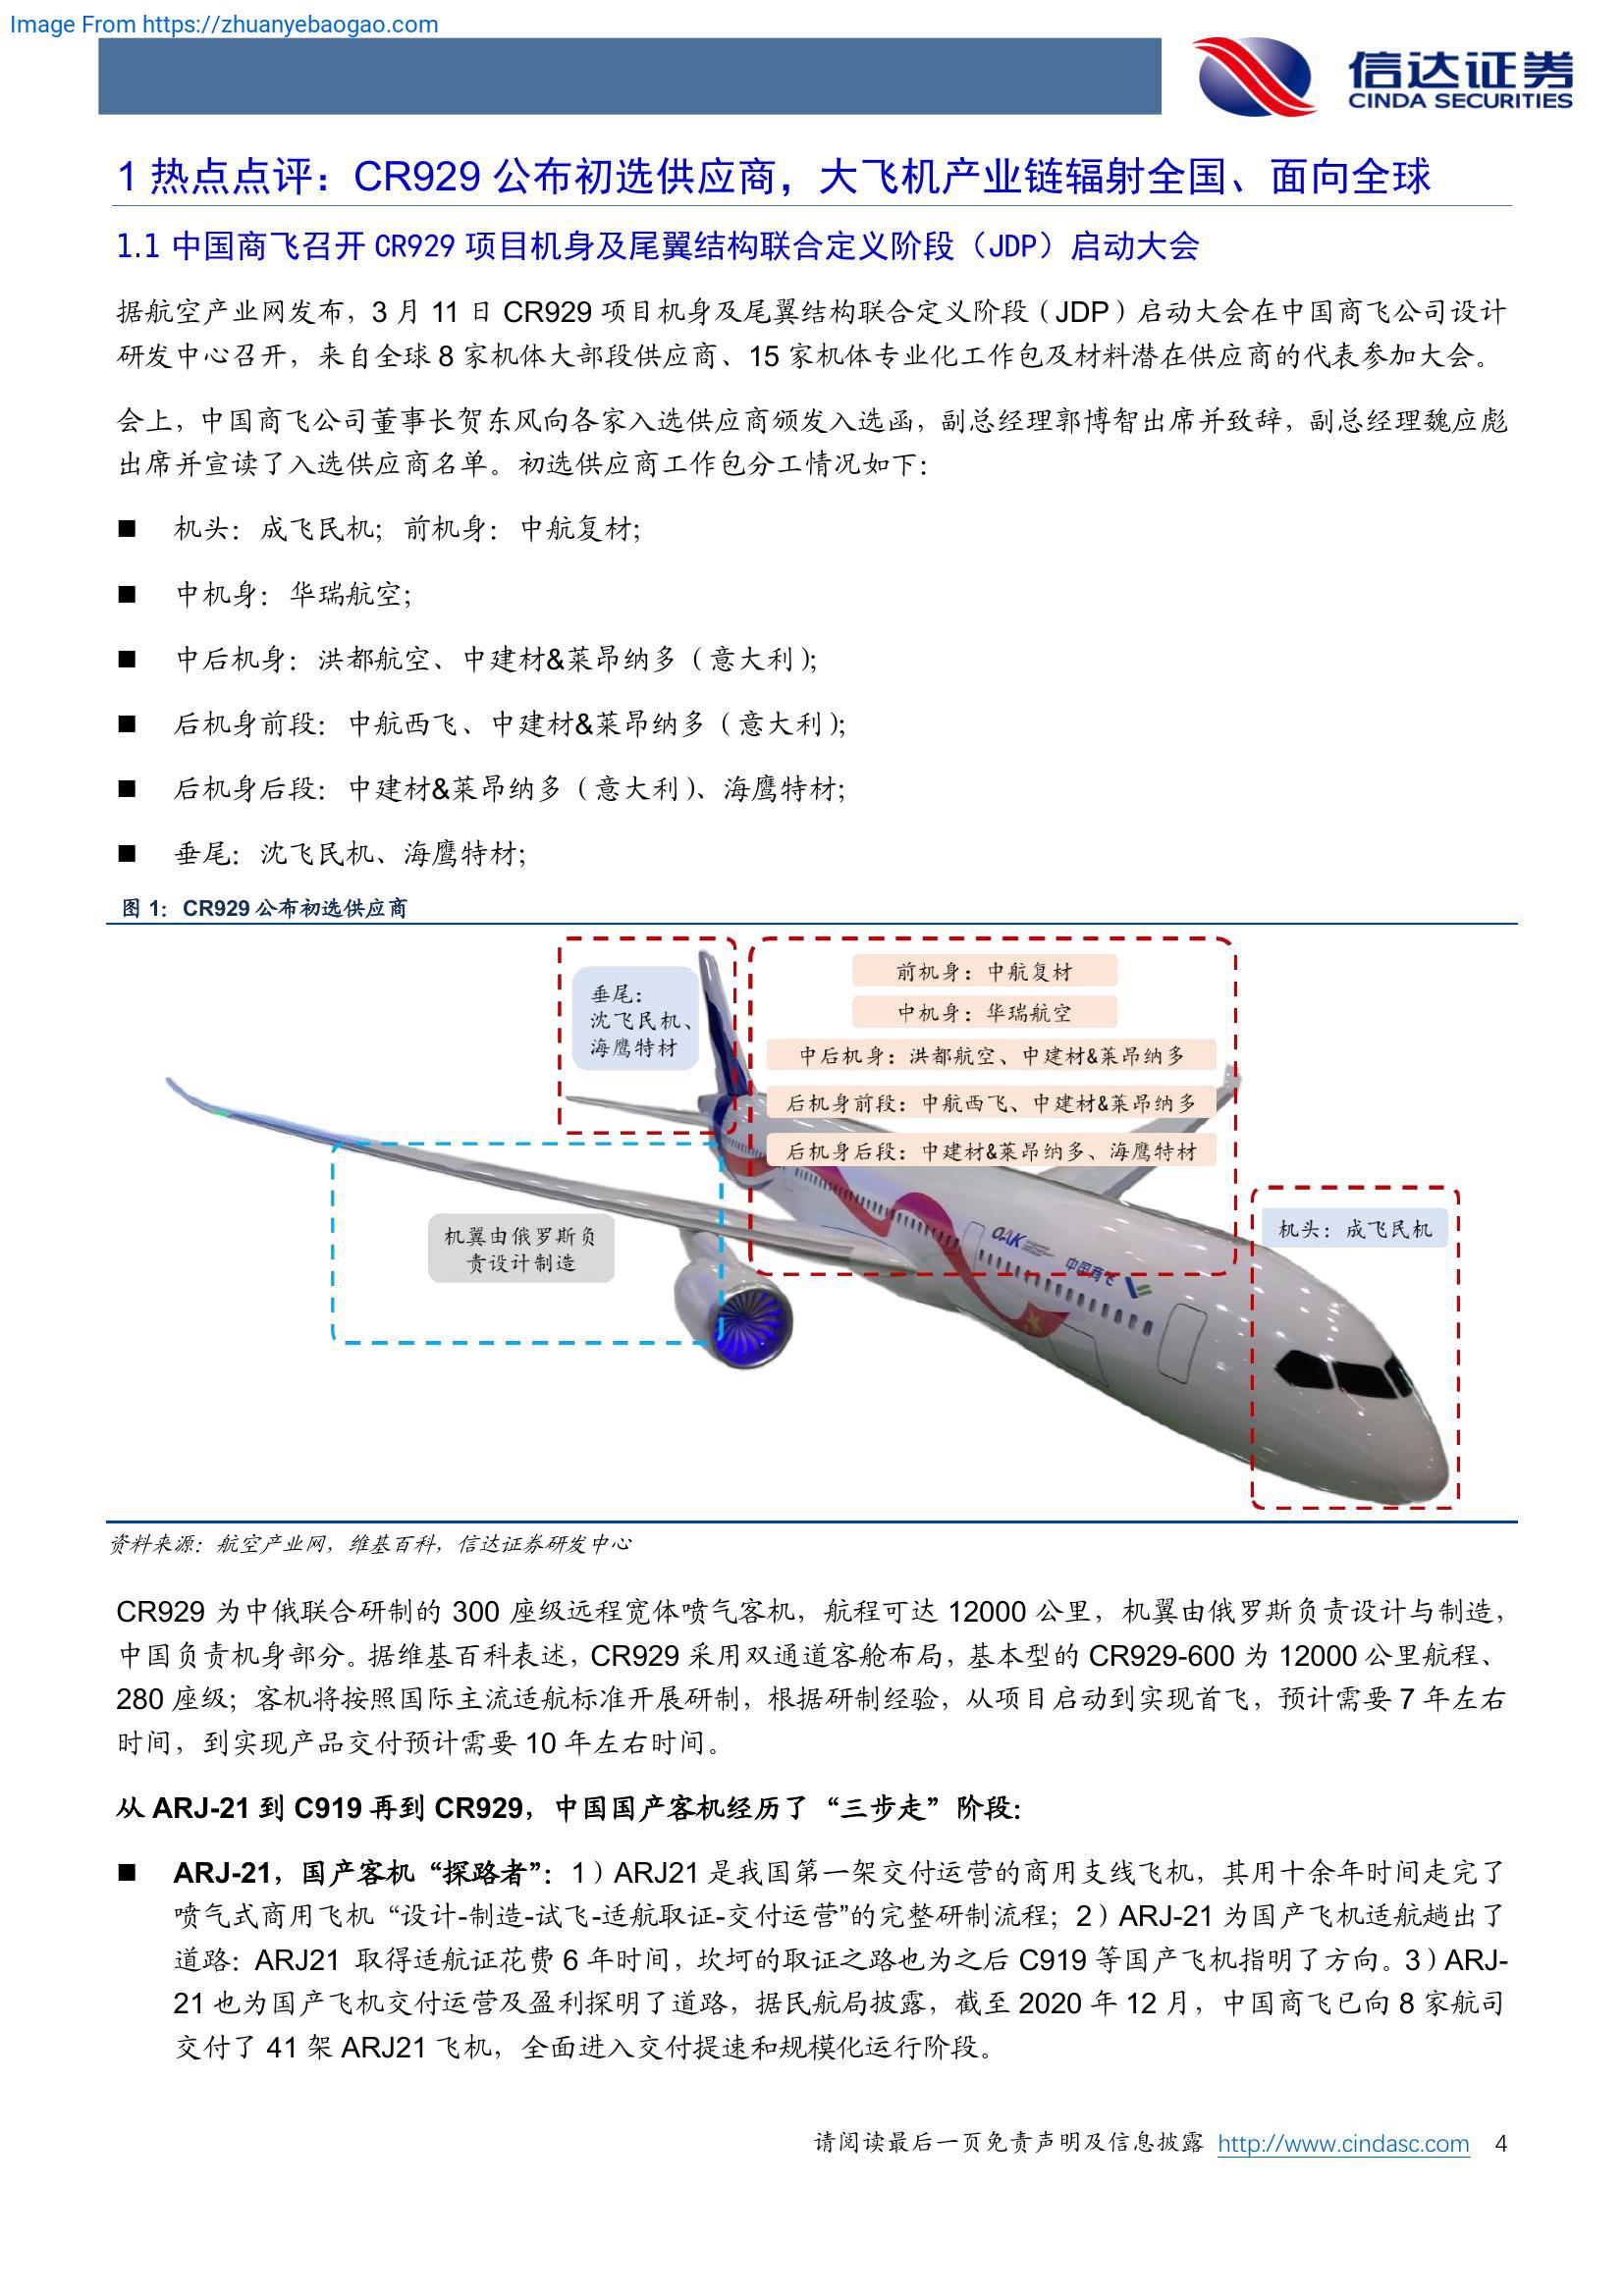 Image From https://zhuanyebaogao.com
信达证券
CINDA SECURITIES
1 热点点评：CR929 公布初选供应商，大飞机产业链辐射全国、面向全球
1.1 中国商飞召开 CR929 项目机身及尾翼结构联合定义阶段（JDP）启动大会
据航空产业网发布，3 月 11 日 CR929 项目机身及尾翼结构联合定义阶段（JDP）启动大会在中国商飞公司设计
研发中心召开，来自全球 8 家机体大部段供应商、15 家机体专业化工作包及材料潜在供应商的代表参加大会。
会上，中国商飞公司董事长贺东风向各家入选供应商颁发入选函，副总经理郭博智出席并致辞，副总经理魏应彪
出席并宣读了入选供应商名单。初选供应商工作包分工情况如下：
■ 机头：成飞民机；前机身：中航复材；
■ 中机身：华瑞航空；
■ 中后机身：洪都航空、中建材&莱昂纳多（意大利）；
■ 后机身前段：中航西飞、中建材&莱昂纳多（意大利）；
■ 后机身后段：中建材&莱昂纳多（意大利）、海鹰特材；
■ 垂尾：沈飞民机、海鹰特材；
图 1：CR929 公布初选供应商
垂尾：
沈飞民机、
海鹰特材
前机身：中航复材
中机身：华瑞航空
中后机身：洪都航空、中建材&莱昂纳多
后机身前段：中航西飞、中建材&莱昂纳多
后机身后段：中建材&莱昂纳多、海鹰特材
机翼由俄罗斯负
责设计制造
机头：成飞民机
OAK
中国商飞
资料来源：航空产业网，维基百科，信达证券研发中心
CR929 为中俄联合研制的 300 座级远程宽体喷气客机，航程可达 12000 公里，机翼由俄罗斯负责设计与制造，
中国负责机身部分。据维基百科表述，CR929 采用双通道客舱布局，基本型的 CR929-600 为 12000 公里航程、
280 座级；客机将按照国际主流适航标准开展研制，根据研制经验，从项目启动到实现首飞，预计需要 7 年左右
时间，到实现产品交付预计需要 10 年左右时间。
从 ARJ-21 到 C919 再到 CR929，中国国产客机经历了“三步走”阶段：
■ ARJ-21，国产客机“探路者”：1）ARJ21 是我国第一架交付运营的商用支线飞机，其用十余年时间走完了
喷气式商用飞机“设计-制造-试飞-适航取证-交付运营”的完整研制流程；2）ARJ-21 为国产飞机适航趟出了
道路：ARJ21 取得适航证花费 6 年时间，坎坷的取证之路也为之后 C919 等国产飞机指明了方向。3）ARJ-
21 也为国产飞机交付运营及盈利探明了道路，据民航局披露，截至 2020 年 12 月，中国商飞已向 8 家航司
交付了 41 架 ARJ21 飞机，全面进入交付提速和规模化运行阶段。
请阅读最后一页免责声明及信息披露 http://www.cindasc.com 4